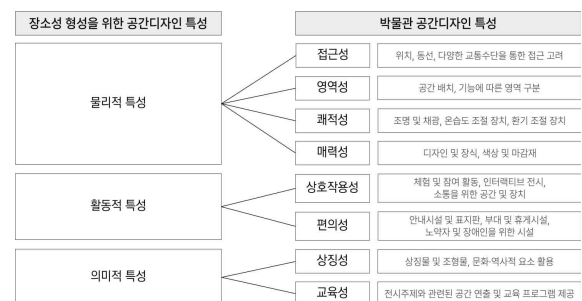 장소성 형성을 위한 공간디자인 특성
박물관 공간디자인 특성
물리적 특성
접근성
위치, 동선, 다양한 교통수단을 통한 접근 고려
영역성
공간 배치, 기능에 따른 영역 구분
쾌적성
조명 및 채광, 온습도 조절 장치, 환기 조절 장치
매력성
디자인 및 장식, 색상 및 마감재
활동적 특성
상호작용성
체험 및 참여 활동, 인터랙티브 전시,
소통을 위한 공간 및 장치
편의성
안내시설 및 표지판, 부대 및 휴게시설,
노약자 및 장애인을 위한 시설
의미적 특성
상징성
상징물 및 조형물, 문화·역사적 요소 활용
교육성
전시주제와 관련된 공간 연출 및 교육 프로그램 제공